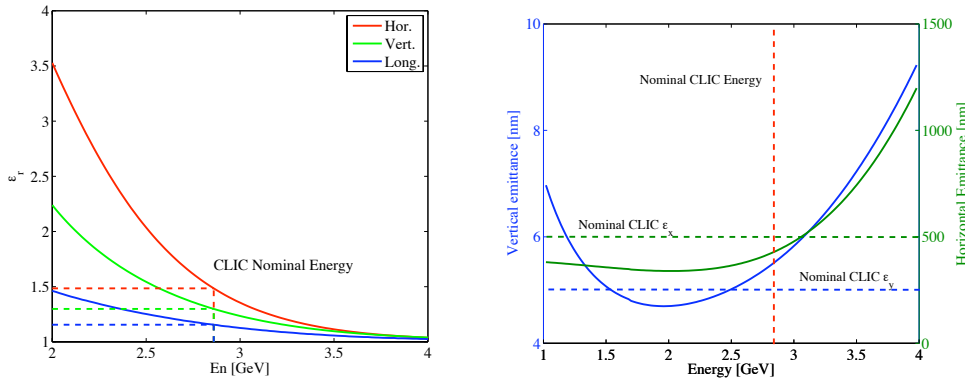 4
3.5
3
2.5
2
1.5
1
ε_r
Hor.
Vert.
Long.
CLIC Nominal Energy
2
2.5
3
3.5
4
En [GeV]
10
8
6
4
Vertical emittance [nm]
Nominal CLIC Energy
Nominal CLIC ε_x
Nominal CLIC ε_y
1500
1000
500
0
Horizontal Emittance [nm]
1
1.5
2
2.5
3
3.5
4
Energy [GeV]